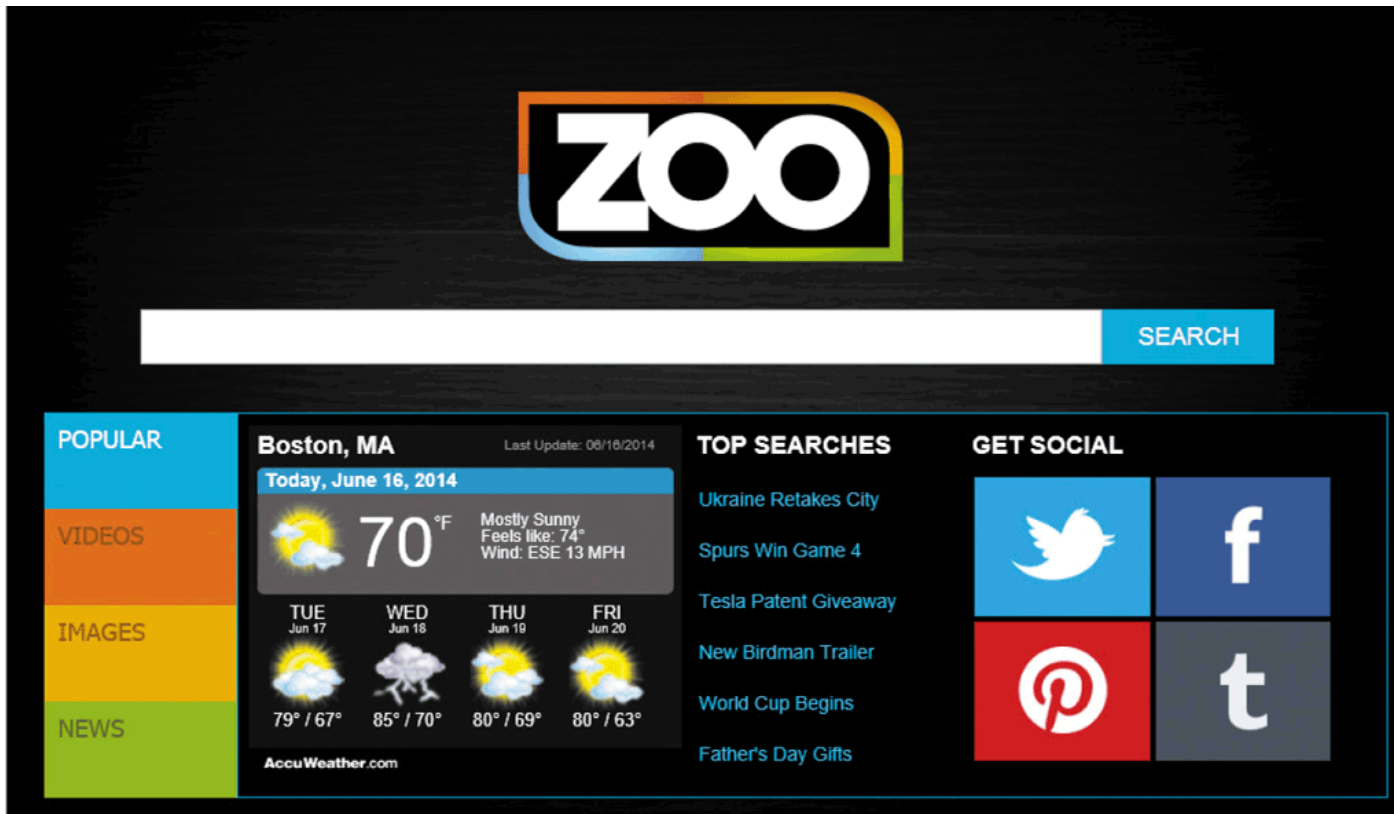 ZOO
SEARCH
POPULAR
VIDEOS
IMAGES
NEWS
Boston, MA
Last Update: 06/16/2014
Today, June 16, 2014
70°F
Mostly Sunny
Feels like: 74°
Wind: ESE 13 MPH
TUE WED THU FRI
Jun 17 Jun 18 Jun 19 Jun 20
79° / 67° 85° / 70° 80° / 69° 80° / 63°
AccuWeather.com
TOP SEARCHES
Ukraine Retakes City
Spurs Win Game 4
Tesla Patent Giveaway
New Birdman Trailer
World Cup Begins
Father's Day Gifts
GET SOCIAL
f
t